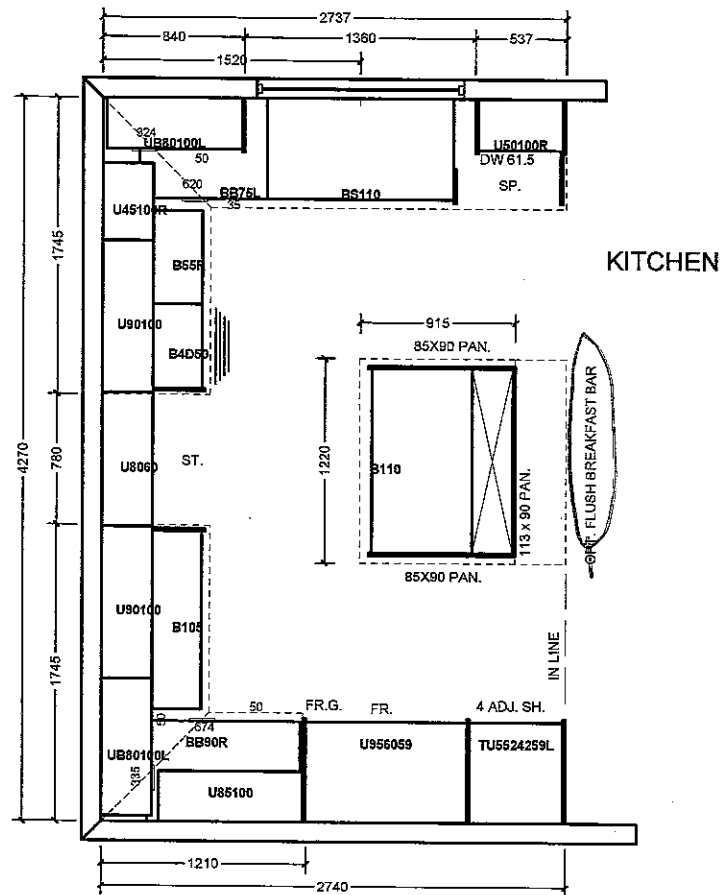 2737
840
1360
537
1520
824
UB80100L
50
U50100R
DW 61.5
SP.
620
BB75L
35
BS110
U45100R
1745
B55R
KITCHEN
U90100
B4D50
915
85X90 PAN.
4270
780
U8060
ST.
1220
B110
113 x 90 PAN.
OPT. FLUSH BREAKFAST BAR
85X90 PAN.
U90100
B105
1745
IN LINE
50
FR.G.
FR.
4 ADJ. SH.
50
674
BB90R
U956059
TU5524259L
UB80100L
335
U85100
1210
2740